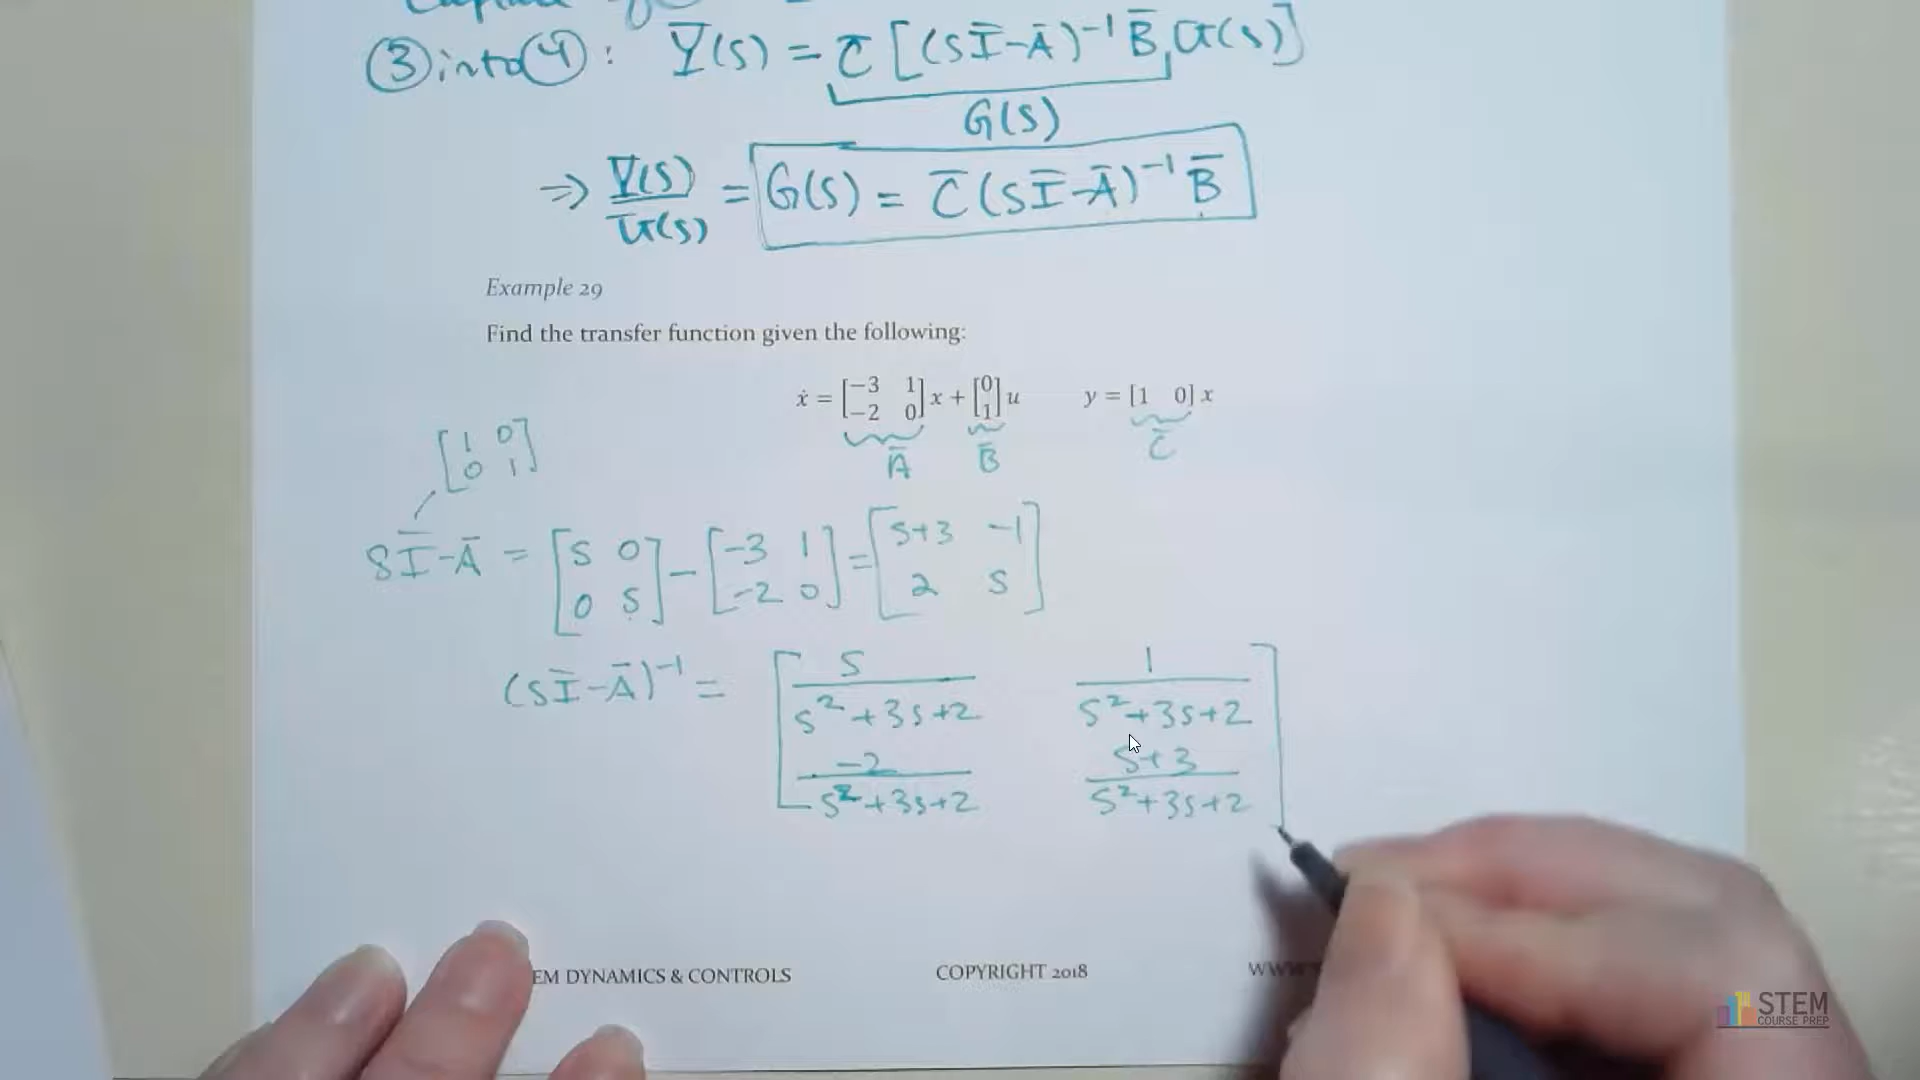 ③ into ④ : Y̅(s) = C̅ [(sI̅-A̅)⁻¹ B̅ U(s)]
G(s)
⇒ Y(s)/U(s) = G(s) = C̅(sI̅-A̅)⁻¹ B̅
Example 29
Find the transfer function given the following:
ẋ = [-3 1; -2 0] x + [0; 1] u y = [1 0] x
A̅ B̅ C̅
[1 0; 0 1]
sI̅-A̅ = [s 0; 0 s] - [-3 1; -2 0] = [s+3 -1; 2 s]
(sI̅-A̅)⁻¹ = [s/(s²+3s+2) 1/(s²+3s+2); -2/(s²+3s+2) (s+3)/(s²+3s+2)]
EM DYNAMICS & CONTROLS COPYRIGHT 2018
STEM
COURSE PREP